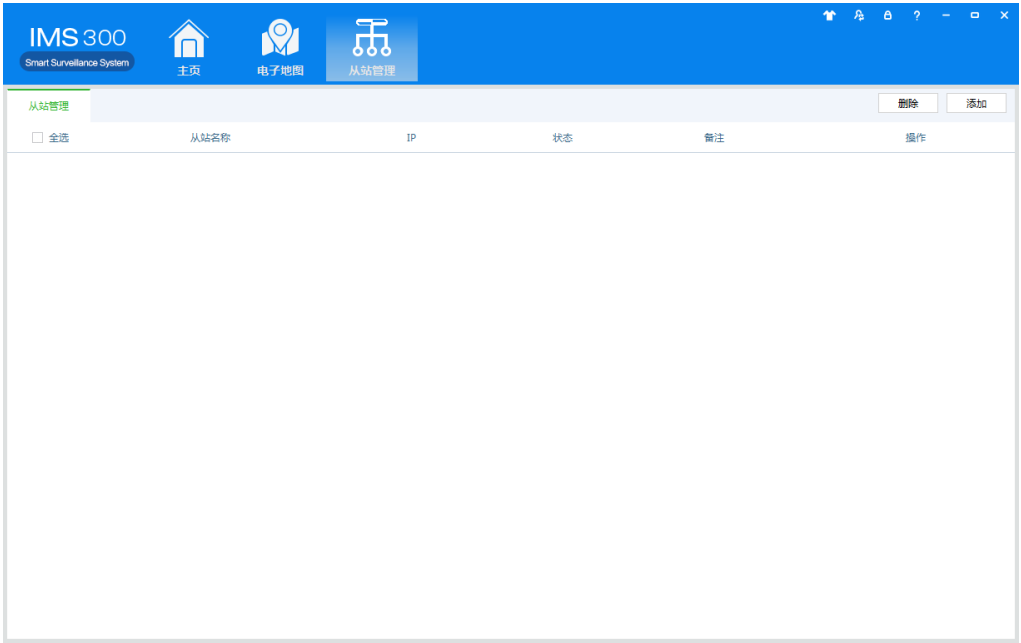 IMS 300
Smart Surveillance System
主页
电子地图
从站管理
?
从站管理
删除
添加
全选
从站名称
IP
状态
备注
操作